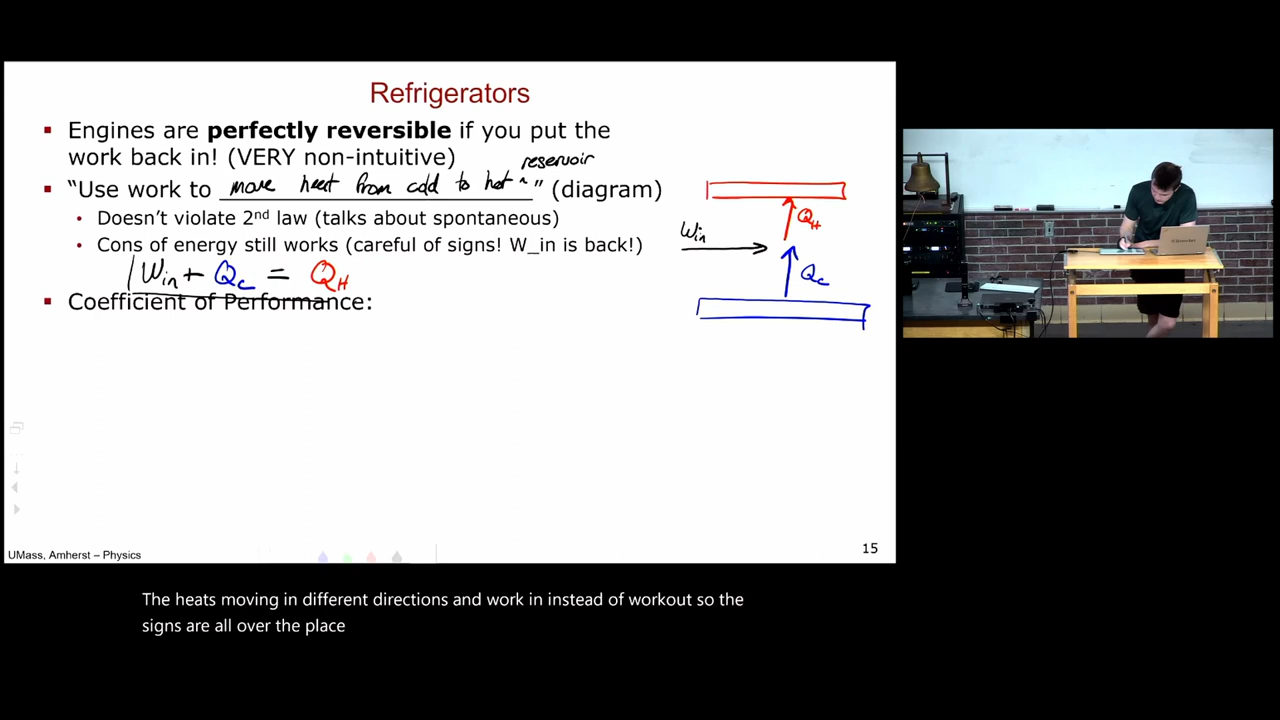 Refrigerators
▪ Engines are perfectly reversible if you put the
work back in! (VERY non-intuitive)
reservoir
▪ “Use work to move heat from cold to hot ^” (diagram)
• Doesn’t violate 2nd law (talks about spontaneous)
• Cons of energy still works (careful of signs! W_in is back!)
Win + QC = QH
▪ Coefficient of Performance:
QH
Win
QC
UMass, Amherst – Physics
15
The heats moving in different directions and work in instead of workout so the
signs are all over the place